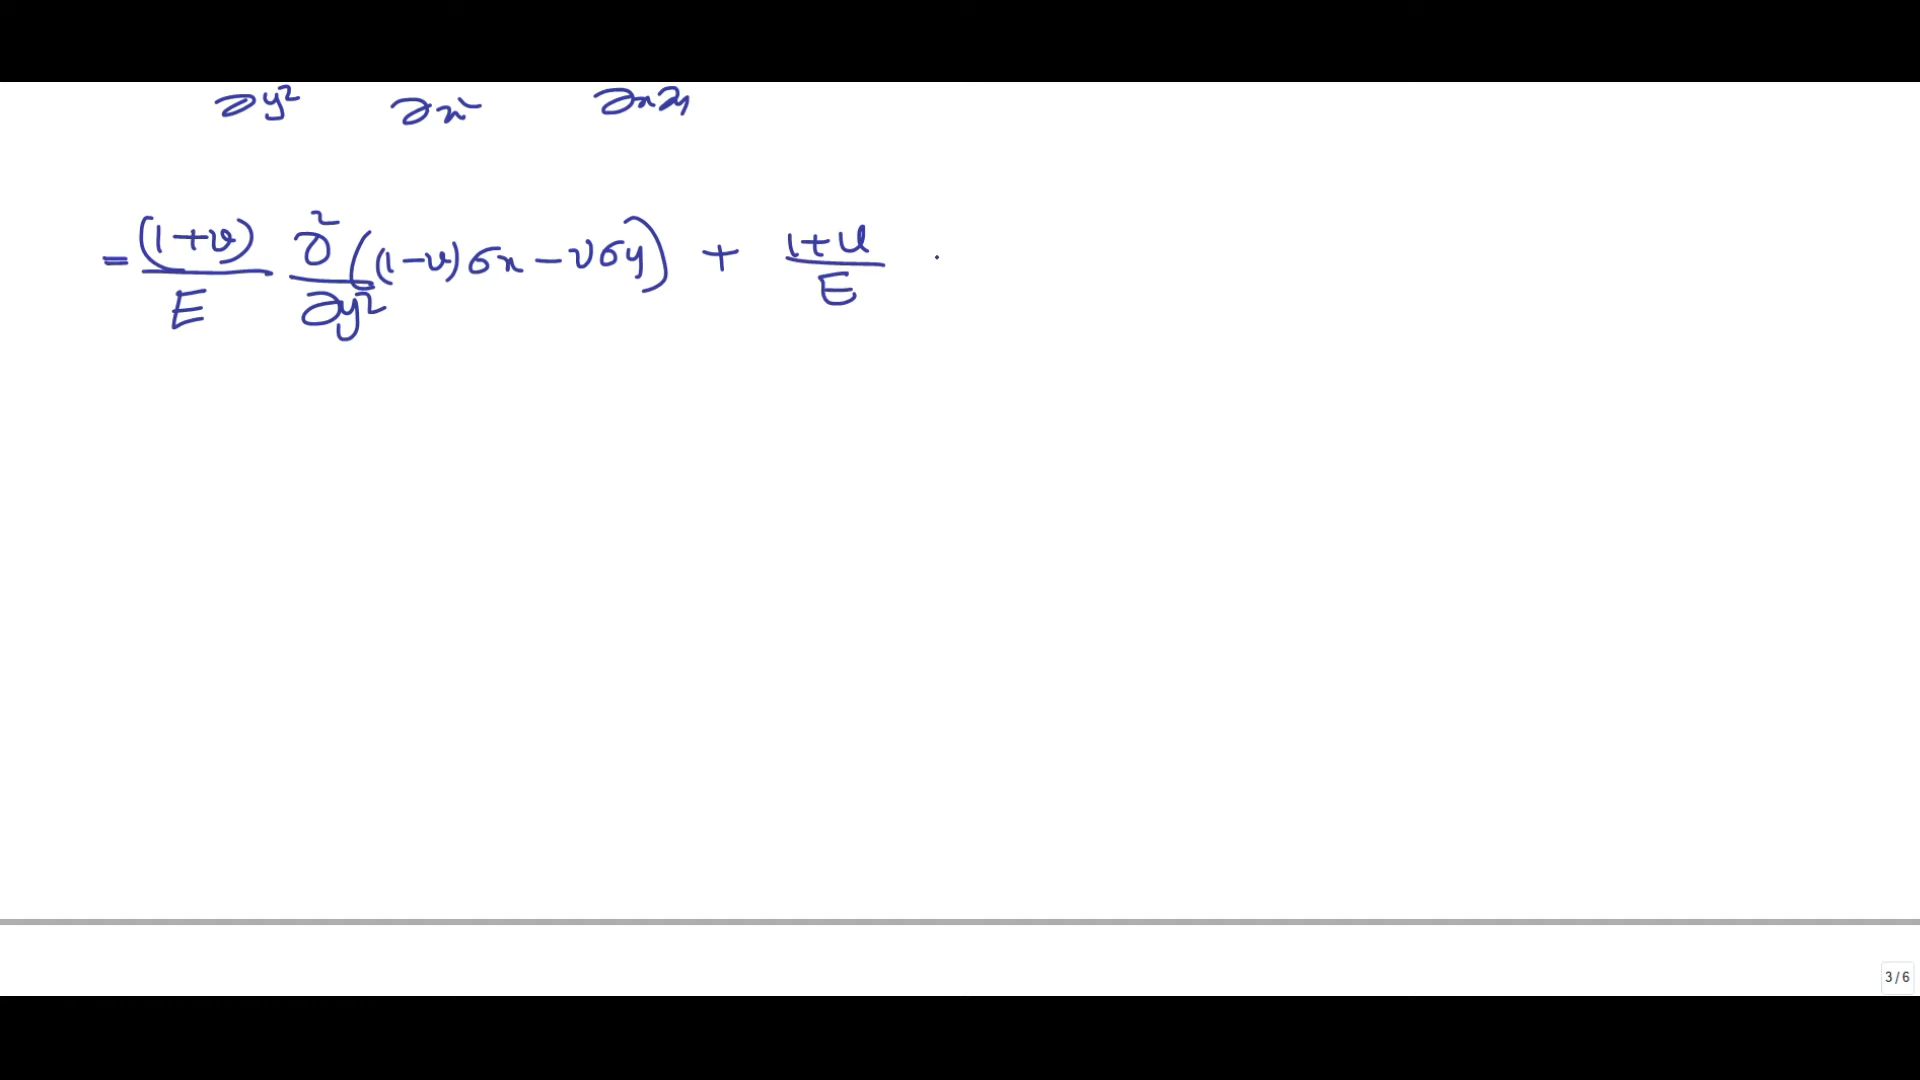 ∂y² ∂x² ∂x∂y
= (1+ν)/E ∂²/∂y² ((1-ν)σx - νσy) + 1+ν/E
3 / 6